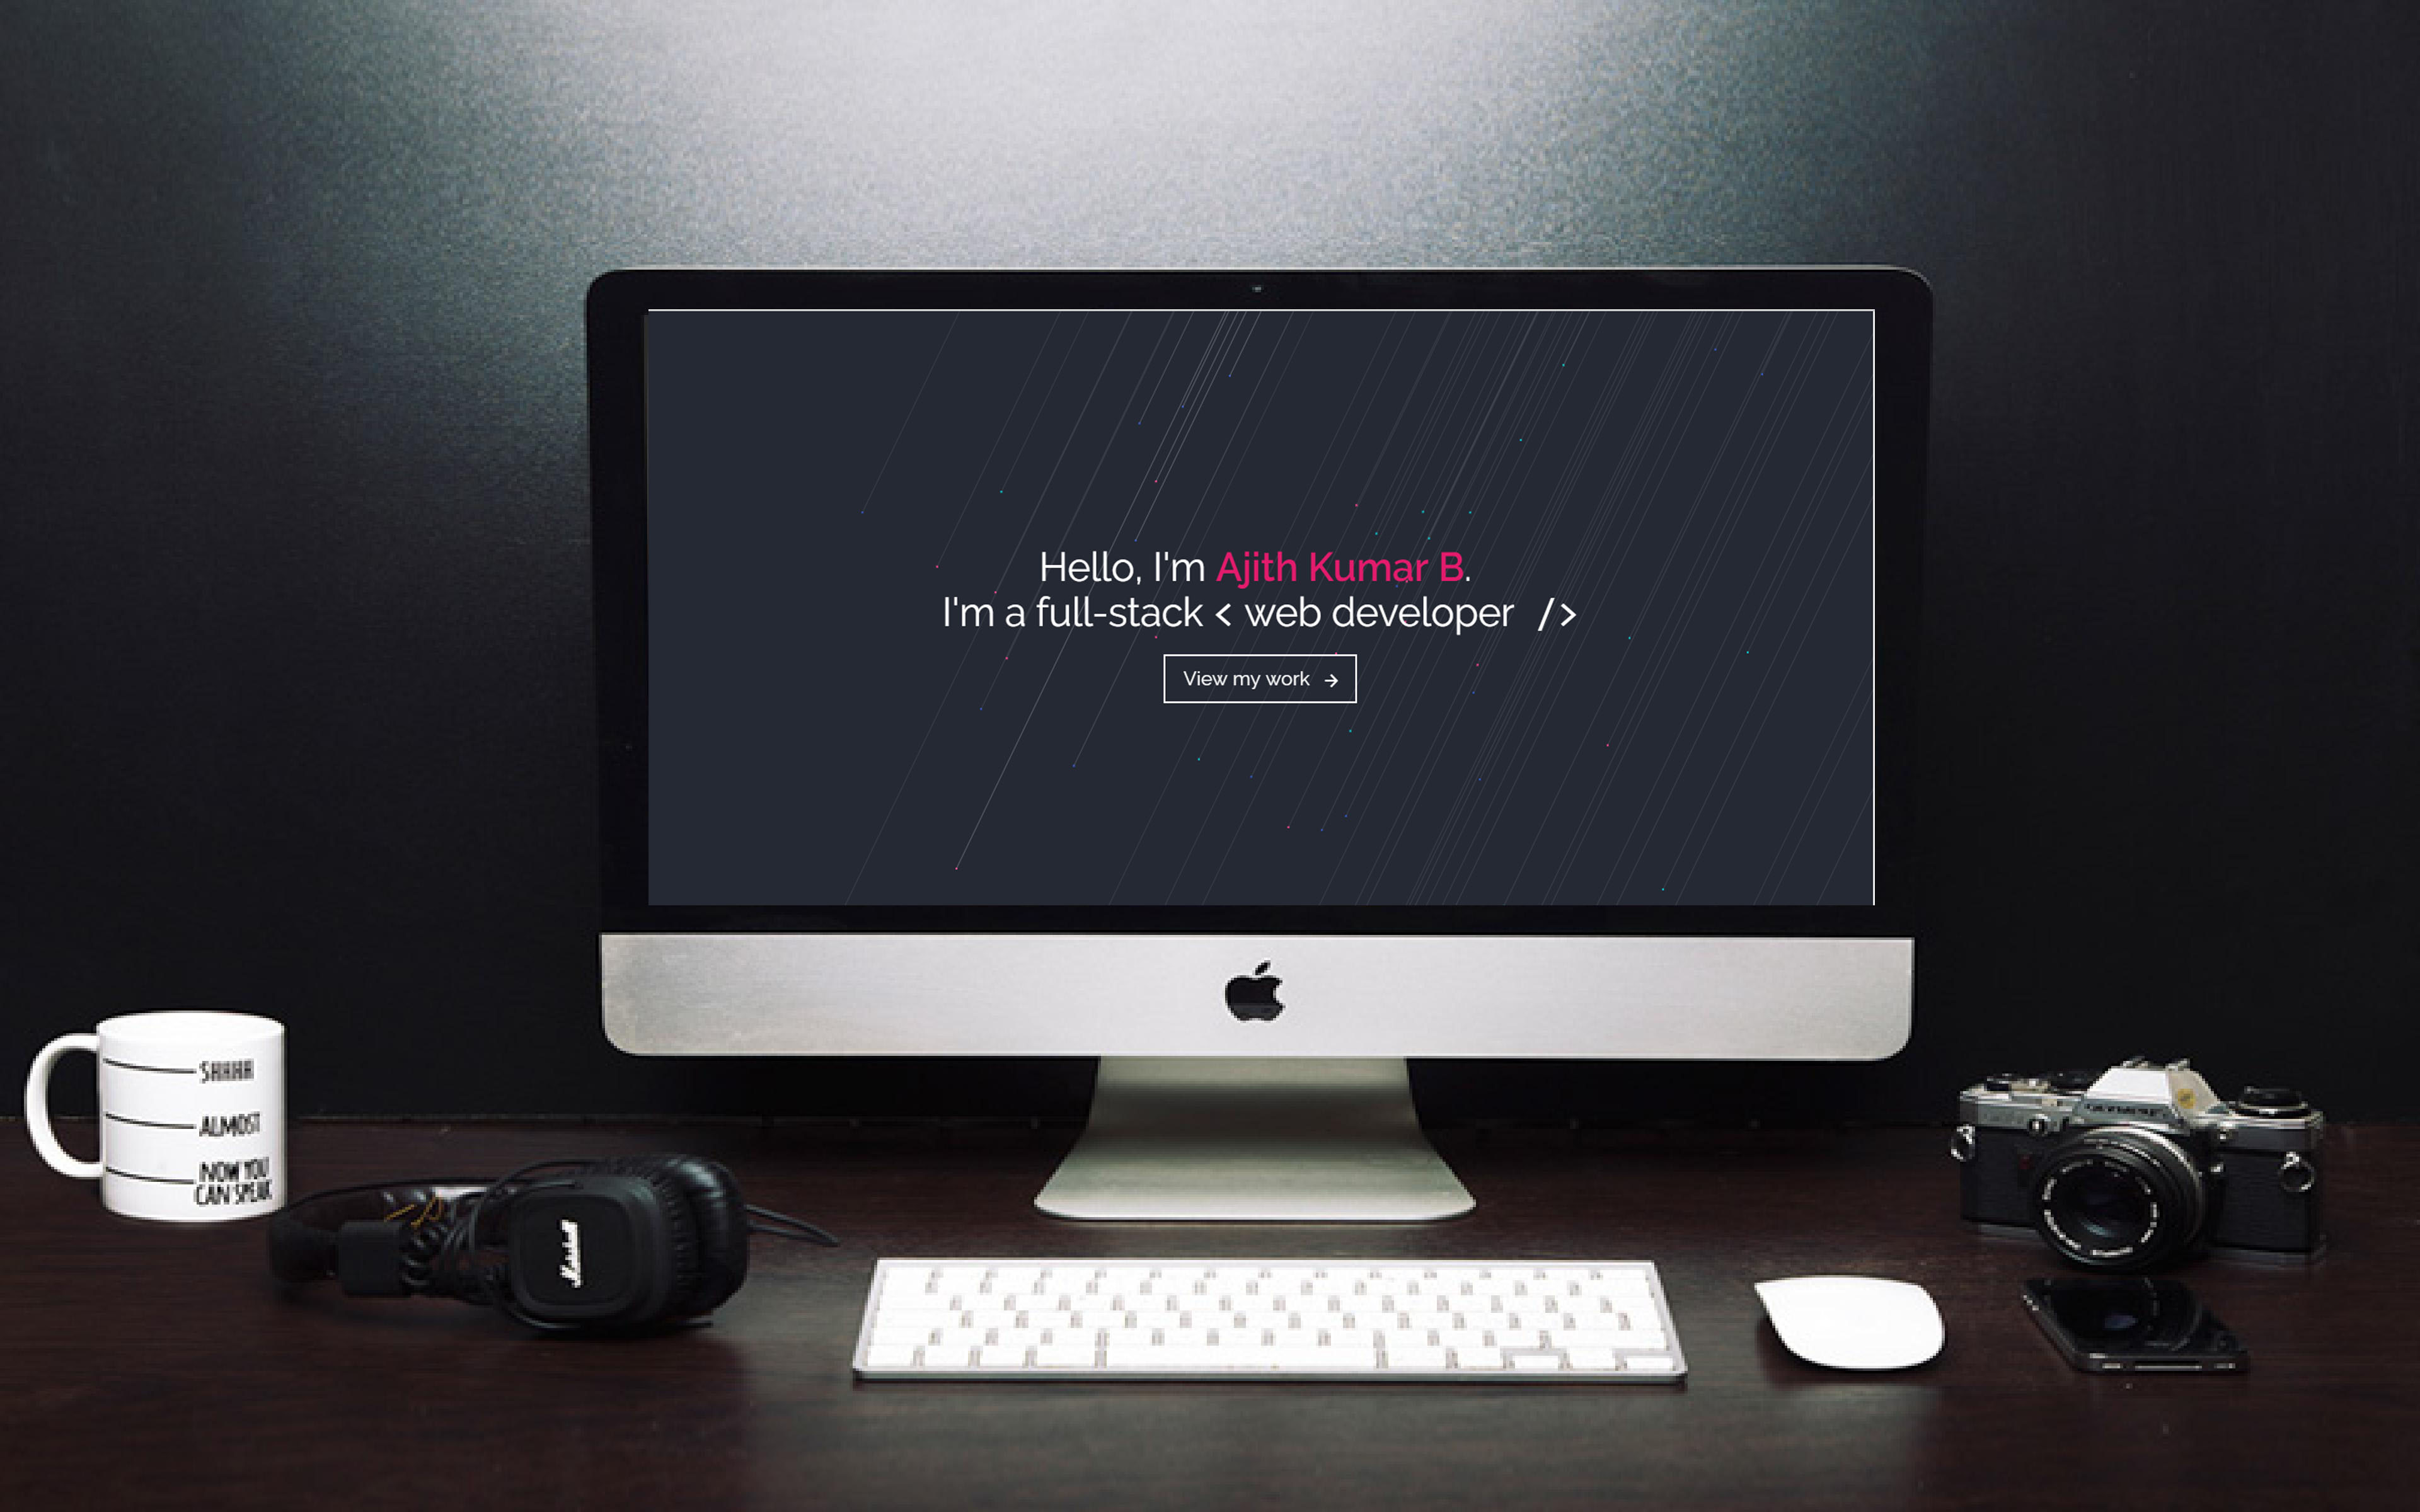 Hello, I'm Ajith Kumar B.
I'm a full-stack < web developer />
View my work →
SHHHH
ALMOST
NOW YOU
CAN SPEAK
Marshall
OLYMPUS